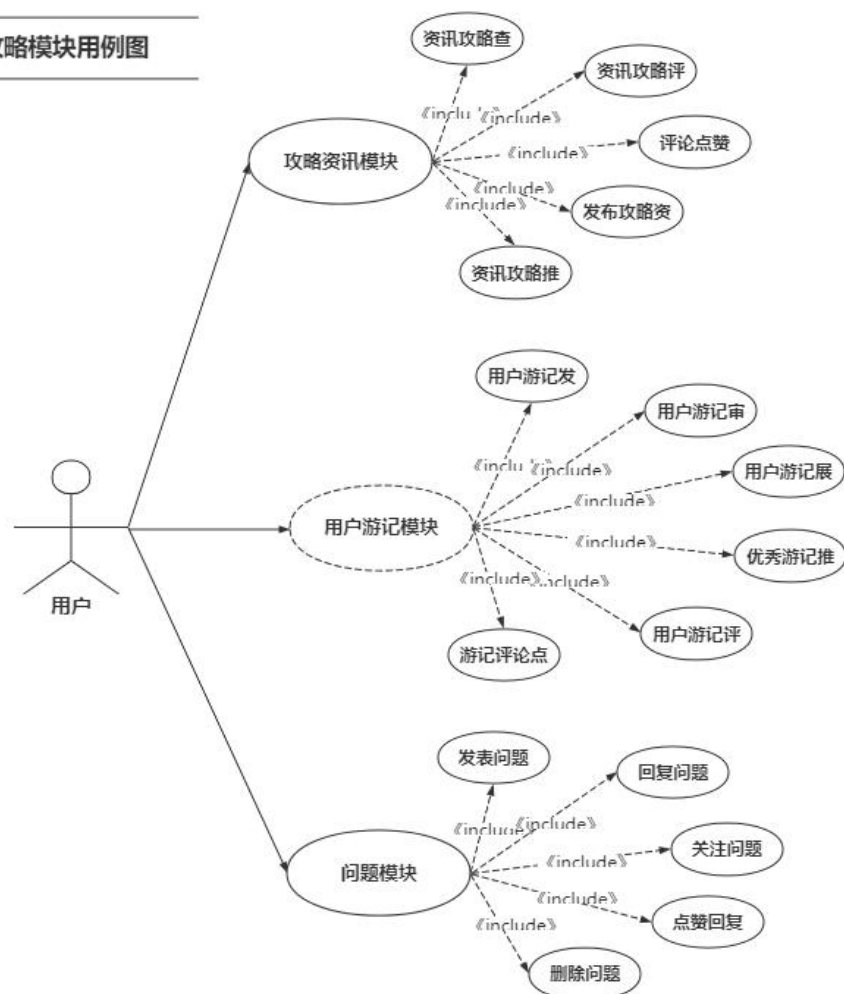 攻略模块用例图
资讯攻略查
资讯攻略评
《include》
《include》
评论点赞
《include》
攻略资讯模块
《include》
《include》
发布攻略资
资讯攻略推
用户游记发
用户游记审
《include》
《include》
用户游记展
《include》
用户游记模块
《include》
优秀游记推
《include》
《include》
用户游记评
游记评论点
用户
发表问题
回复问题
《include》
《include》
关注问题
《include》
问题模块
《include》
点赞回复
《include》
删除问题